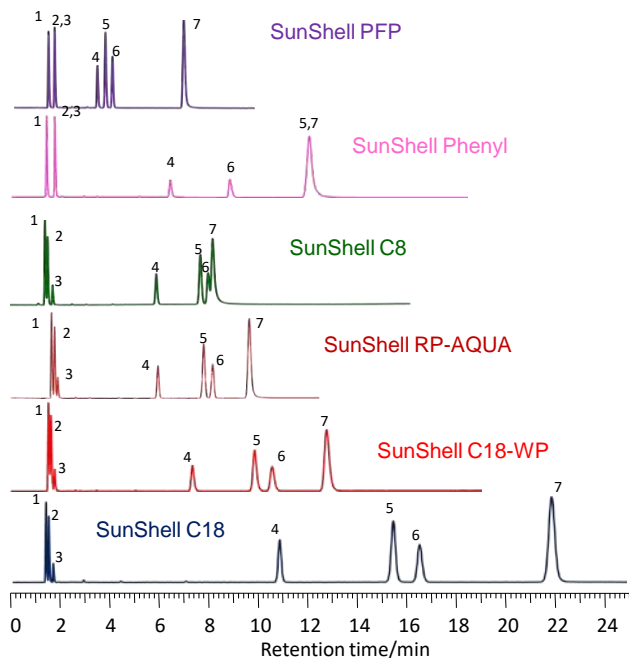 1 2,3 4 5 6 7 SunShell PFP
1 2,3 4 6 5,7 SunShell Phenyl
1 2 3 4 5 6 7 SunShell C8
1 2 3 4 5 6 7 SunShell RP-AQUA
1 2 3 4 5 6 7 SunShell C18-WP
1 2 3 SunShell C18 4 5 6 7
0 2 4 6 8 10 12 14 16 18 20 22 24
Retention time/min